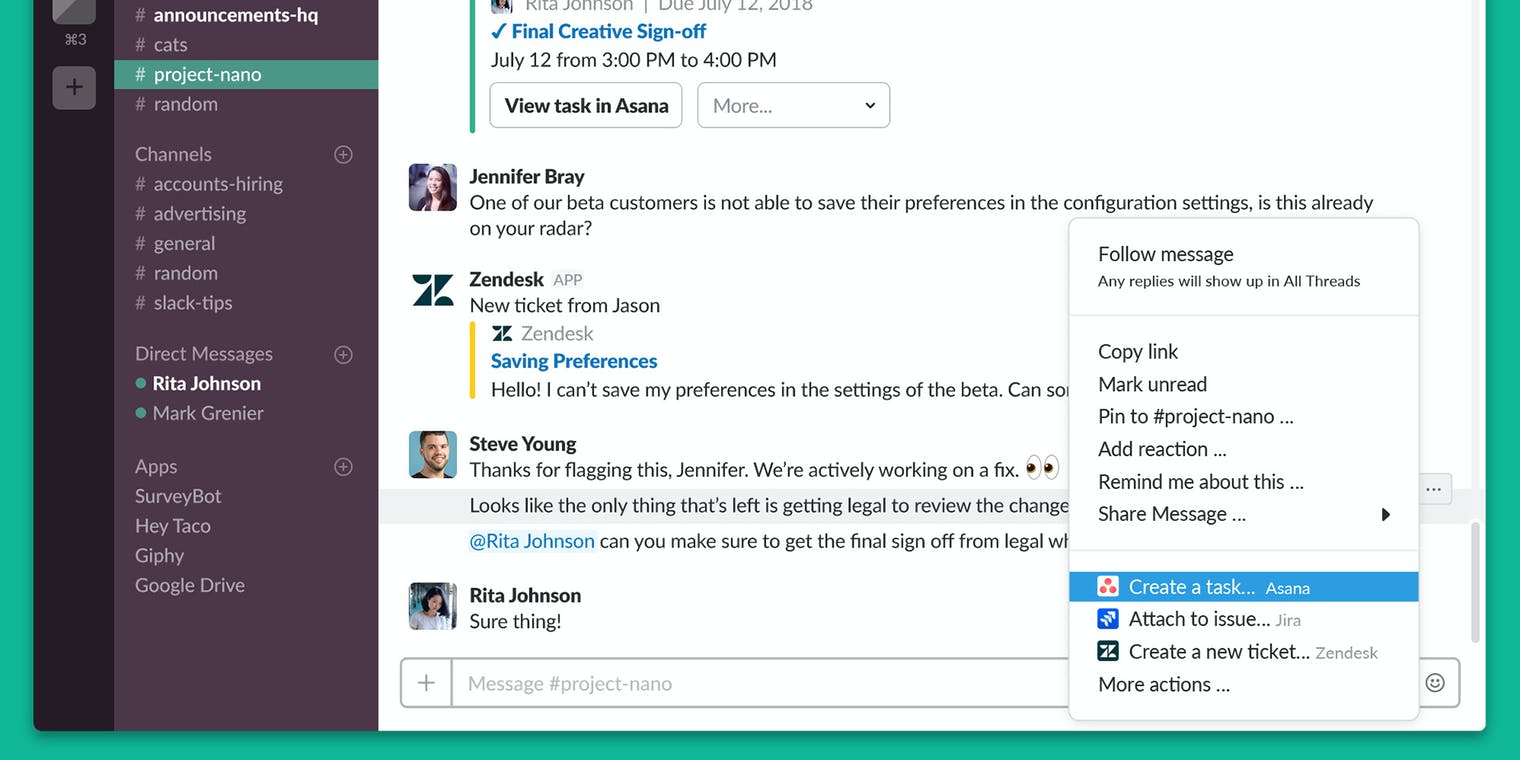 ⌘3
+
# announcements-hq
# cats
# project-nano
# random
Channels
# accounts-hiring
# advertising
# general
# random
# slack-tips
Direct Messages
Rita Johnson
Mark Grenier
Apps
SurveyBot
Hey Taco
Giphy
Google Drive
Rita Johnson | Due July 12, 2018
✓ Final Creative Sign-off
July 12 from 3:00 PM to 4:00 PM
View task in Asana
More...
Jennifer Bray
One of our beta customers is not able to save their preferences in the configuration settings, is this already
on your radar?
Zendesk APP
New ticket from Jason
Zendesk
Saving Preferences
Hello! I can’t save my preferences in the settings of the beta. Can
Steve Young
Thanks for flagging this, Jennifer. We’re actively working on a fix. 👀
Looks like the only thing that’s left is getting legal to review the change
@Rita Johnson can you make sure to get the final sign off from legal
Rita Johnson
Sure thing!
+ Message #project-nano
Follow message
Any replies will show up in All Threads
Copy link
Mark unread
Pin to #project-nano ...
Add reaction ...
Remind me about this ...
Share Message ...
Create a task... Asana
Attach to issue... Jira
Create a new ticket... Zendesk
More actions ...